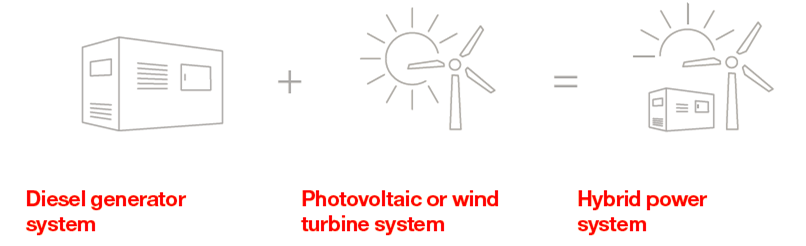 +
=
Diesel generator
system
Photovoltaic or wind
turbine system
Hybrid power
system